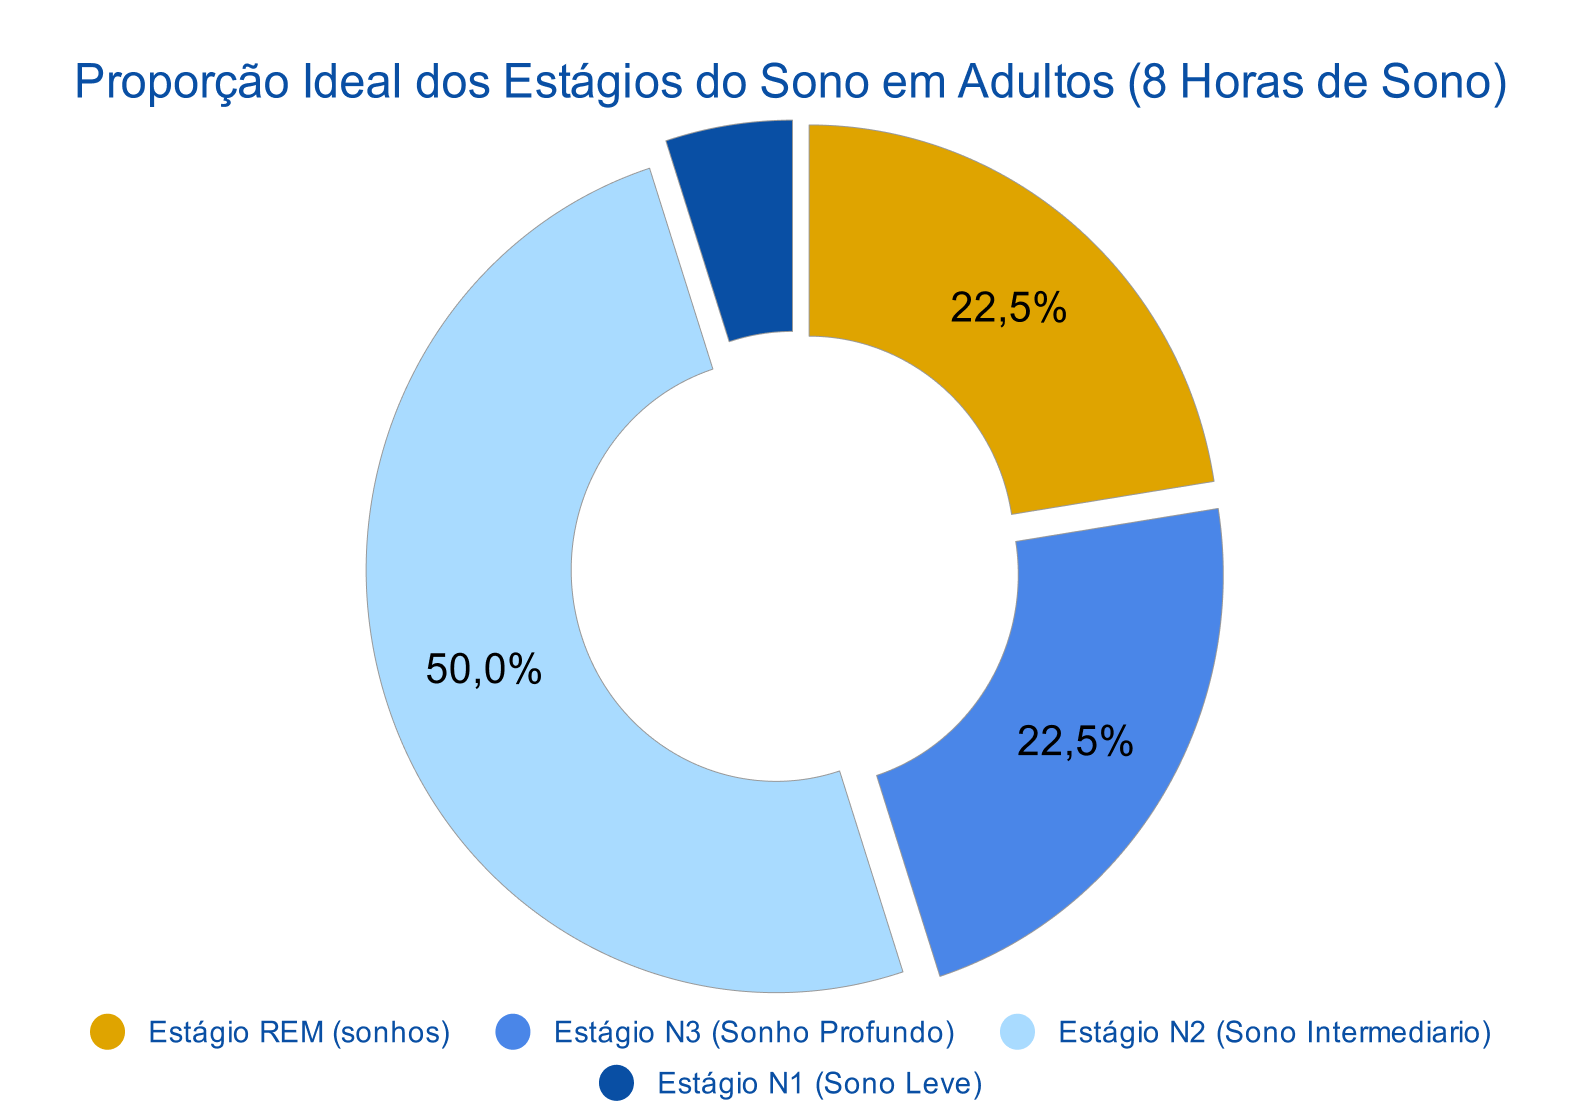 Proporção Ideal dos Estágios do Sono em Adultos (8 Horas de Sono)
22,5%
50,0%
22,5%
Estágio REM (sonhos)
Estágio N3 (Sonho Profundo)
Estágio N2 (Sono Intermediario)
Estágio N1 (Sono Leve)